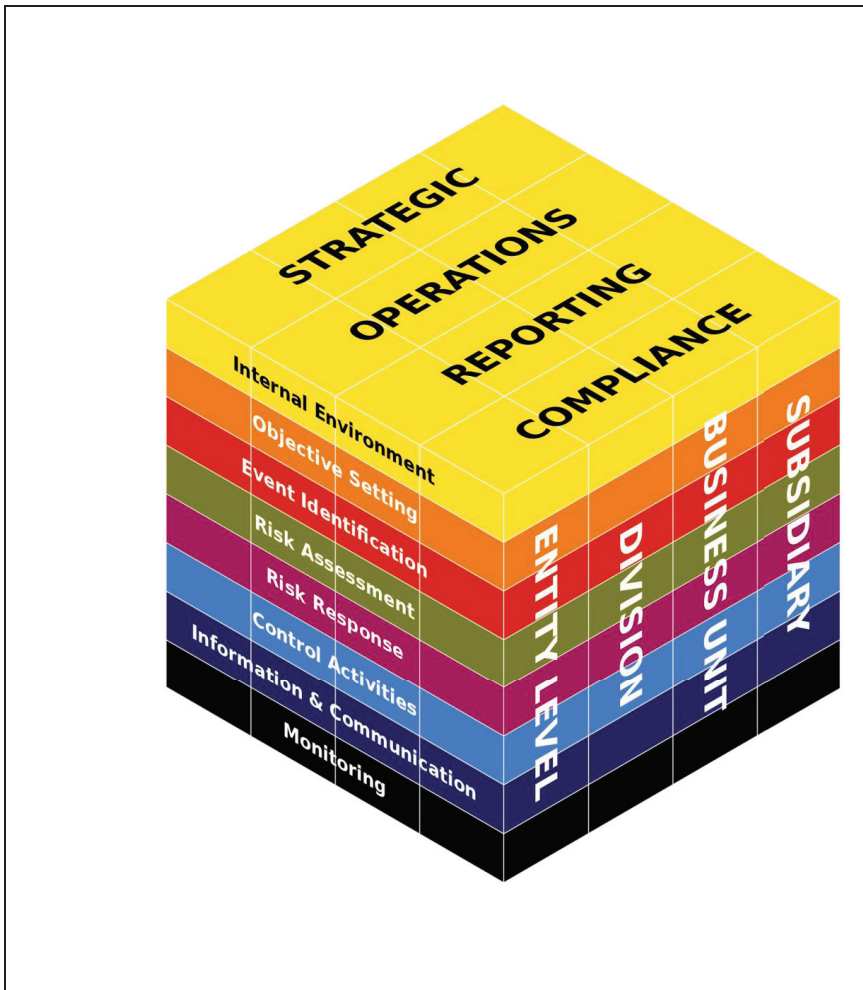 STRATEGIC
OPERATIONS
REPORTING
COMPLIANCE
Internal Environment
Objective Setting
Event Identification
Risk Assessment
Risk Response
Control Activities
Information & Communication
Monitoring
ENTITY LEVEL
DIVISION
BUSINESS UNIT
SUBSIDIARY